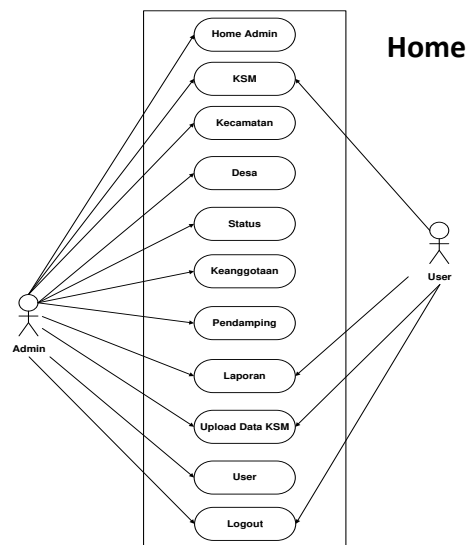 Home Admin
Home
KSM
Kecamatan
Desa
Status
Keanggotaan
Pendamping
Laporan
Upload Data KSM
User
Logout
Admin
User